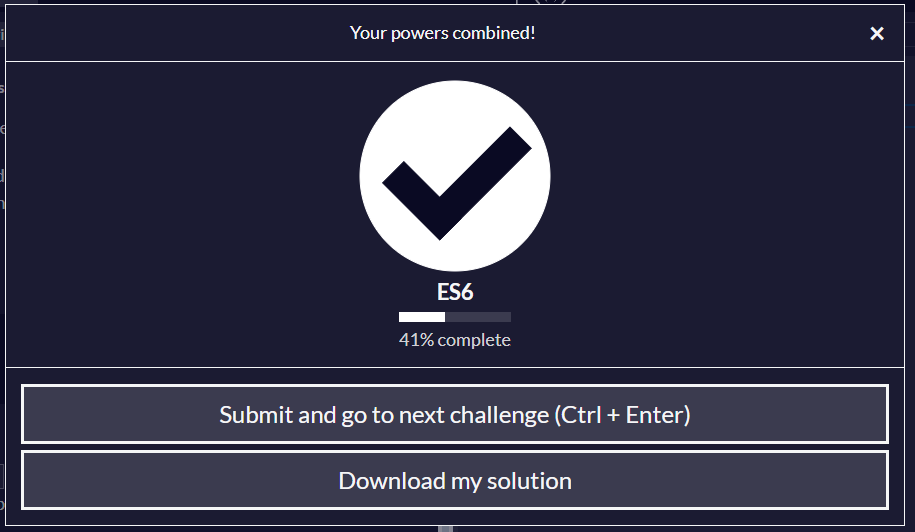 Your powers combined!
×
ES6
41% complete
Submit and go to next challenge (Ctrl + Enter)
Download my solution